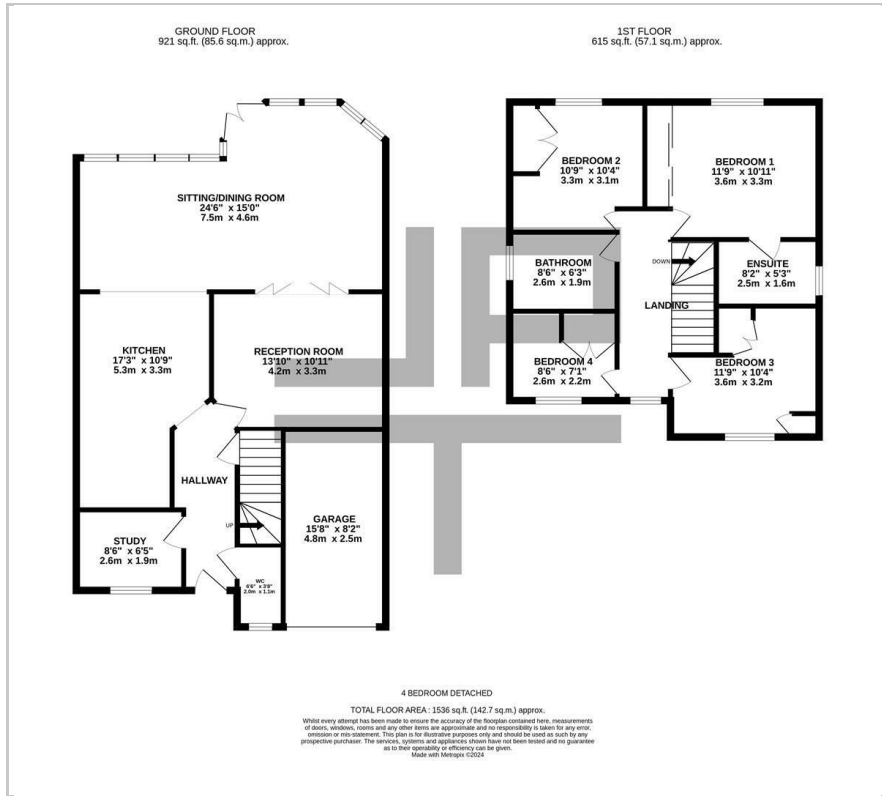 GROUND FLOOR
921 sq.ft. (85.6 sq.m.) approx.
1ST FLOOR
615 sq.ft. (57.1 sq.m.) approx.
SITTING/DINING ROOM
24'6" x 15'0"
7.5m x 4.6m
KITCHEN
17'3" x 10'9"
5.3m x 3.3m
RECEPTION ROOM
13'10" x 10'11"
4.2m x 3.3m
HALLWAY
UP
STUDY
8'6" x 6'5"
2.6m x 1.9m
WC
6'6" x 3'8"
2.0m x 1.1m
GARAGE
15'8" x 8'2"
4.8m x 2.5m
BEDROOM 2
10'9" x 10'4"
3.3m x 3.1m
BEDROOM 1
11'9" x 10'11"
3.6m x 3.3m
BATHROOM
8'6" x 6'3"
2.6m x 1.9m
DOWN
ENSUITE
8'2" x 5'3"
2.5m x 1.6m
LANDING
BEDROOM 4
8'6" x 7'1"
2.6m x 2.2m
BEDROOM 3
11'9" x 10'4"
3.6m x 3.2m
4 BEDROOM DETACHED
TOTAL FLOOR AREA : 1536 sq.ft. (142.7 sq.m.) approx.
Whilst every attempt has been made to ensure the accuracy of the floorplan contained here, measurements
of doors, windows, rooms and any other items are approximate and no responsibility is taken for any error,
omission or mis-statement. This plan is for illustrative purposes only and should be used as such by any
prospective purchaser. The services, systems and appliances shown have not been tested and no guarantee
as to their operability or efficiency can be given.
Made with Metropix ©2024